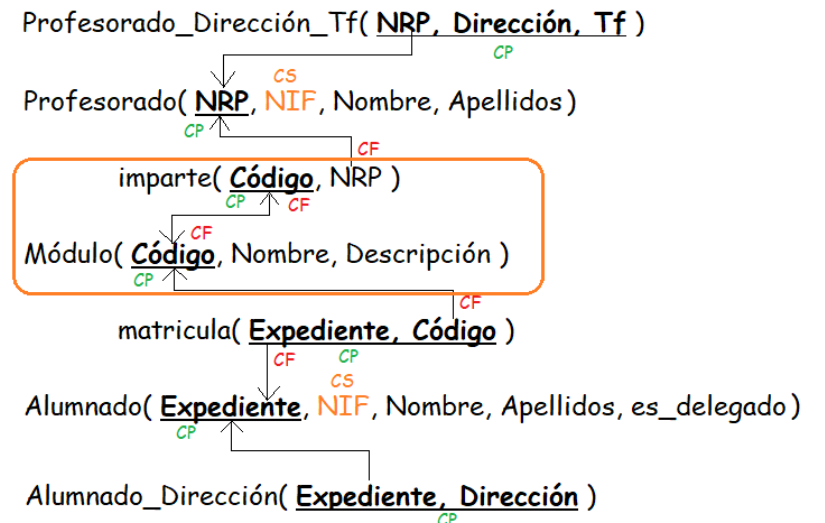 Profesorado_Dirección_Tf( NRP, Dirección, Tf )
CP
CS
Profesorado( NRP, NIF, Nombre, Apellidos )
CP
CF
imparte( Código, NRP )
CP CF
CF
Módulo( Código, Nombre, Descripción )
CP
CF
matricula( Expediente, Código )
CF CP
CS
Alumnado( Expediente, NIF, Nombre, Apellidos, es_delegado )
CP
Alumnado_Dirección( Expediente, Dirección )
CP